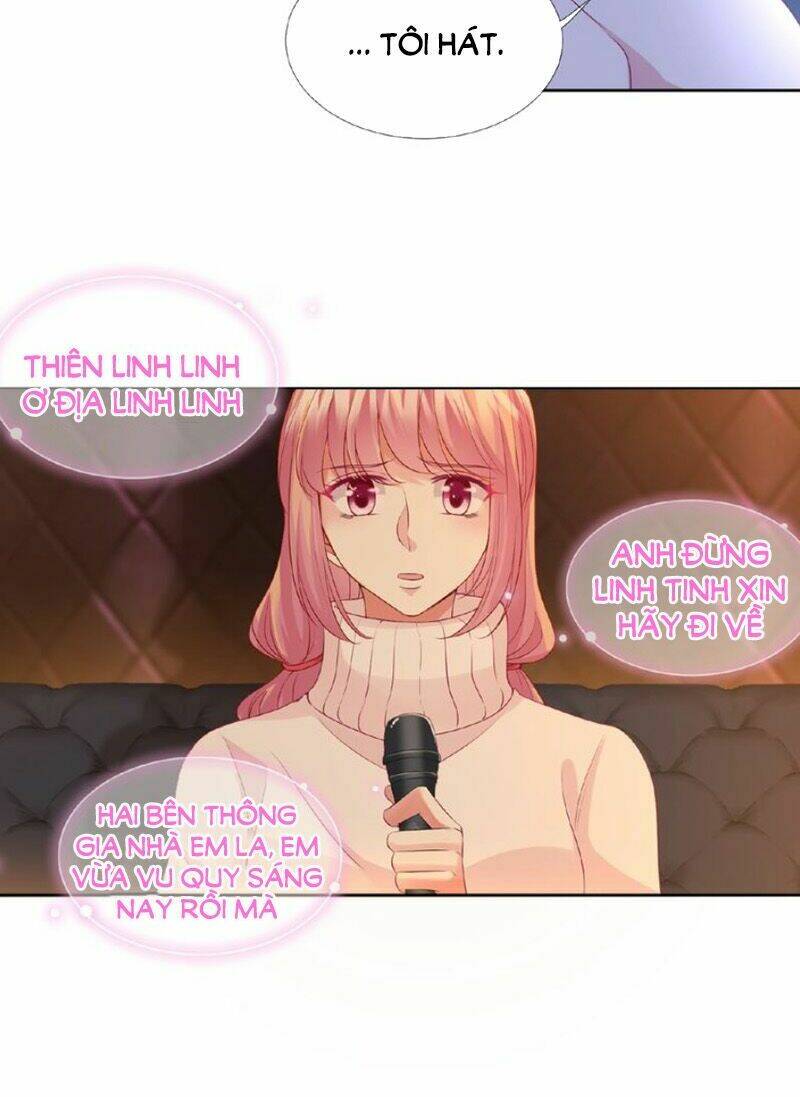 ... TÔI HÁT.
THIÊN LINH LINH
Ơ ĐỊA LINH LINH
ANH ĐỪNG
LINH TINH XIN
HÃY ĐI VỀ
HAI BÊN THÔNG
GIA NHÀ EM LA, EM
VỪA VU QUY SÁNG
NAY RỒI MÀ